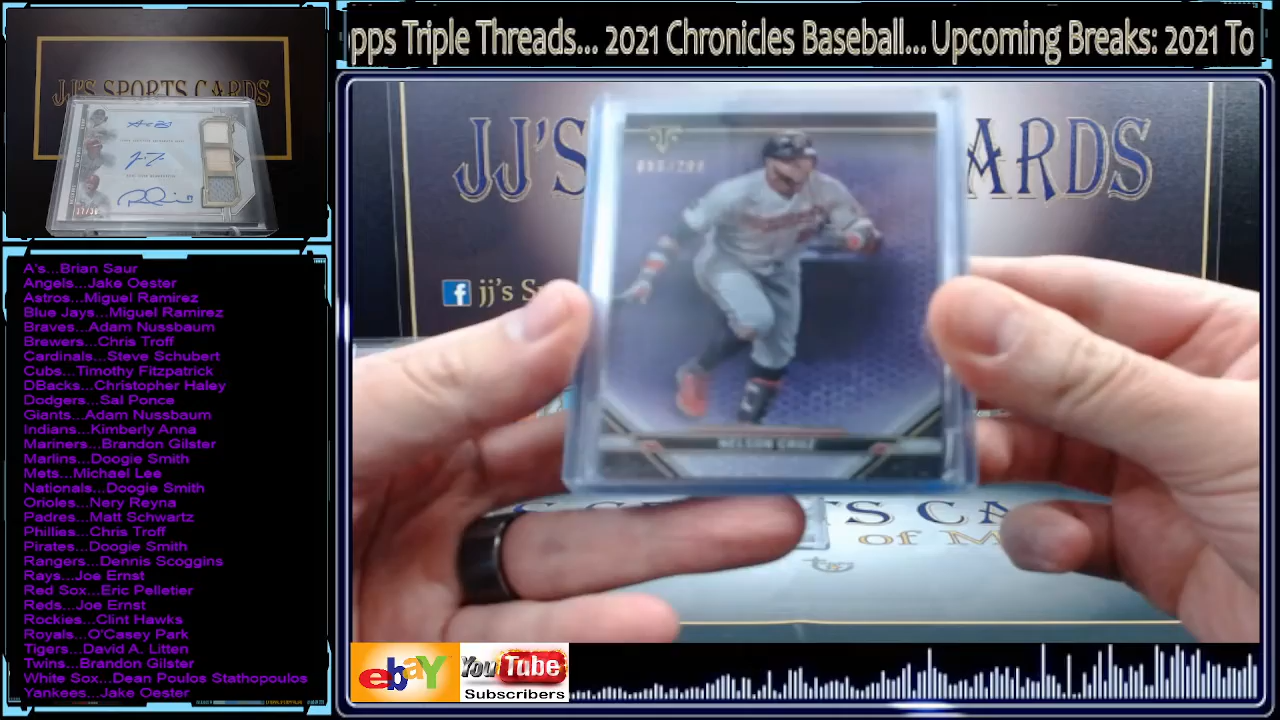 pps Triple Threads... 2021 Chronicles Baseball... Upcoming Breaks: 2021 To
JJ'S SPORTS CARDS
JJ'S
ARDS
jj's S
NELSON CRUZ
of M
A's...Brian Saur
Angels...Jake Oester
Astros...Miguel Ramirez
Blue Jays...Miguel Ramirez
Braves...Adam Nussbaum
Brewers...Chris Troff
Cardinals...Steve Schubert
Cubs...Timothy Fitzpatrick
DBacks...Christopher Haley
Dodgers...Sal Ponce
Giants...Adam Nussbaum
Indians...Kimberly Anna
Mariners...Brandon Gilster
Marlins...Doogie Smith
Mets...Michael Lee
Nationals...Doogie Smith
Orioles...Nery Reyna
Padres...Matt Schwartz
Phillies...Chris Troff
Pirates...Doogie Smith
Rangers...Dennis Scoggins
Rays...Joe Ernst
Red Sox...Eric Pelletier
Reds...Joe Ernst
Rockies...Clint Hawks
Royals...O'Casey Park
Tigers...David A. Litten
Twins...Brandon Gilster
White Sox...Dean Poulos Stathopoulos
Yankees...Jake Oester
ebay
YouTube
Subscribers